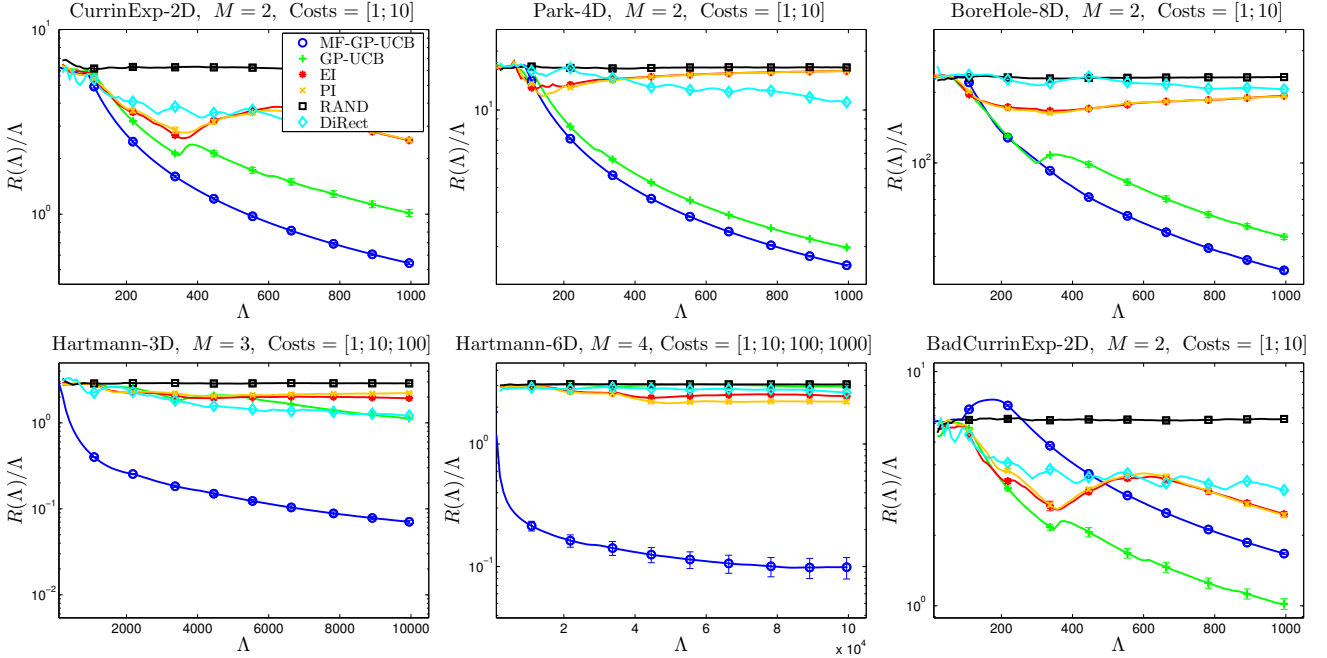 CurrinExp-2D, M = 2, Costs = [1; 10]
10^1
10^0
R(Λ)/Λ
200 400 600 800 1000
Λ
MF-GP-UCB
GP-UCB
EI
PI
RAND
DiRect
Park-4D, M = 2, Costs = [1; 10]
10^1
R(Λ)/Λ
200 400 600 800 1000
Λ
BoreHole-8D, M = 2, Costs = [1; 10]
10^2
R(Λ)/Λ
200 400 600 800 1000
Λ
Hartmann-3D, M = 3, Costs = [1; 10; 100]
10^0
10^-1
10^-2
R(Λ)/Λ
2000 4000 6000 8000 10000
Λ
Hartmann-6D, M = 4, Costs = [1; 10; 100; 1000]
10^0
10^-1
R(Λ)/Λ
2 4 6 8 10
x 10^4
Λ
BadCurrinExp-2D, M = 2, Costs = [1; 10]
10^1
10^0
R(Λ)/Λ
200 400 600 800 1000
Λ